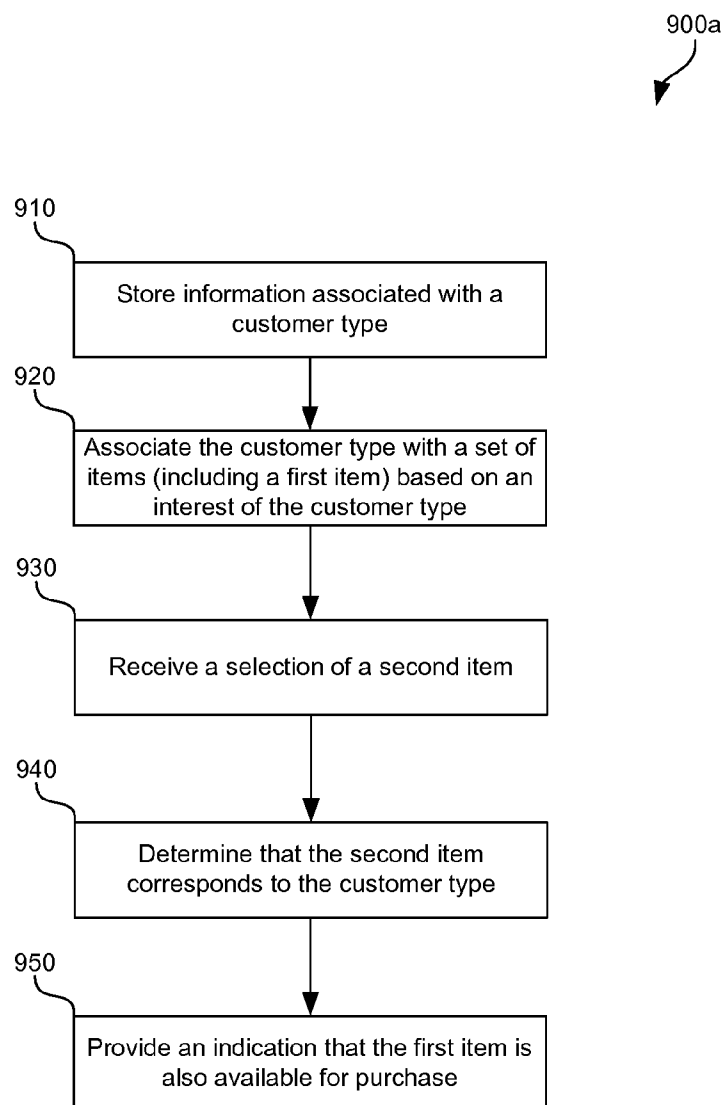 900a
910
Store information associated with a
customer type
920
Associate the customer type with a set of
items (including a first item) based on an
interest of the customer type
930
Receive a selection of a second item
940
Determine that the second item
corresponds to the customer type
950
Provide an indication that the first item is
also available for purchase